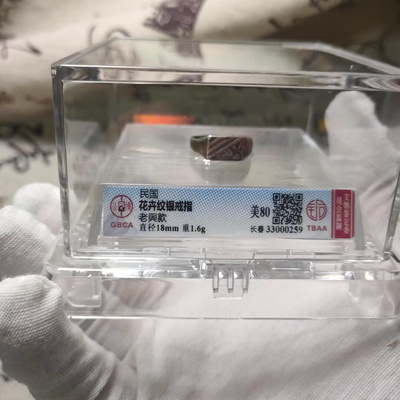 民国
花卉纹银戒指
老興款
直径18mm 重1.6g
GBCA
美80
长春 33000259
TBAA